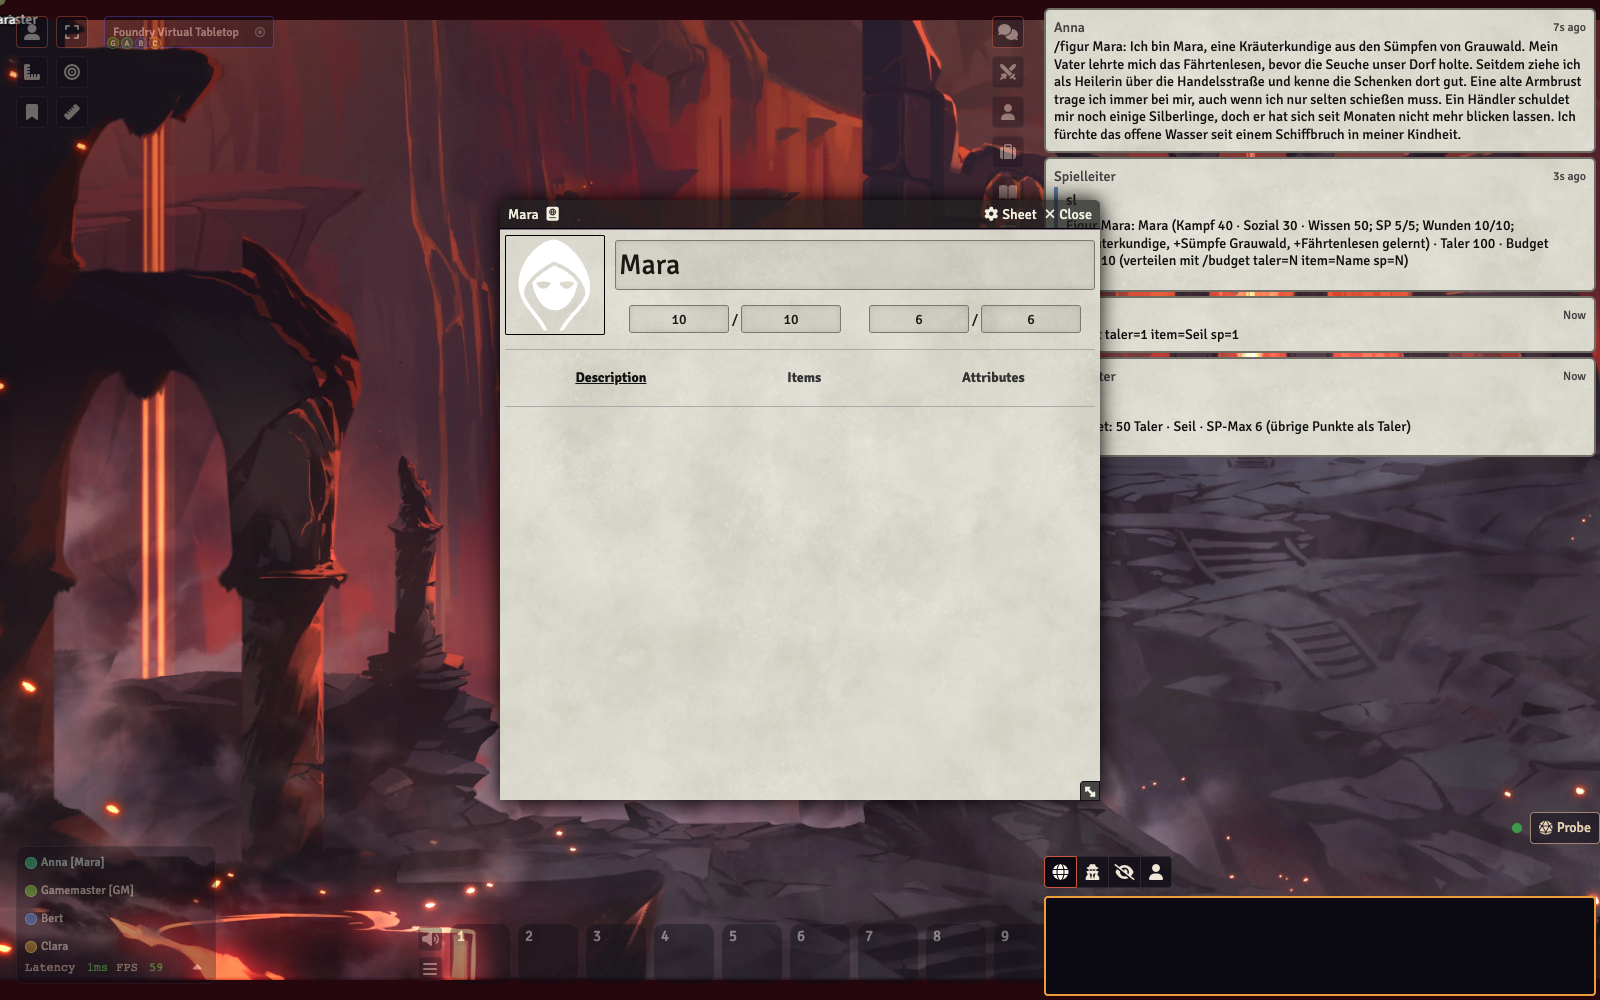 Foundry Virtual Tabletop
G A B C
Anna
7s ago
/figur Mara: Ich bin Mara, eine Kräuterkundige aus den Sümpfen von Grauwald. Mein
Vater lehrte mich das Fährtenlesen, bevor die Seuche unser Dorf holte. Seitdem ziehe ich
als Heilerin über die Handelsstraße und kenne die Schenken dort gut. Eine alte Armbrust
trage ich immer bei mir, auch wenn ich nur selten schießen muss. Ein Händler schuldet
mir noch einige Silberlinge, doch er hat sich seit Monaten nicht mehr blicken lassen. Ich
fürchte das offene Wasser seit einem Schiffbruch in meiner Kindheit.
Spielleiter
3s ago
sl
Mara: Mara (Kampf 40 · Sozial 30 · Wissen 50; SP 5/5; Wunden 10/10;
+Sümpfe Grauwald, +Fährtenlesen gelernt) · Taler 100 · Budget
10 (verteilen mit /budget taler=N item=Name sp=N)
Now
taler=1 item=Seil sp=1
Now
50 Taler · Seil · SP-Max 6 (übrige Punkte als Taler)
Mara
Sheet
Close
Mara
10 / 10
6 / 6
Description
Items
Attributes
Probe
Anna [Mara]
Gamemaster [GM]
Bert
Clara
Latency 1ms FPS 59
1 2 3 4 5 6 7 8 9